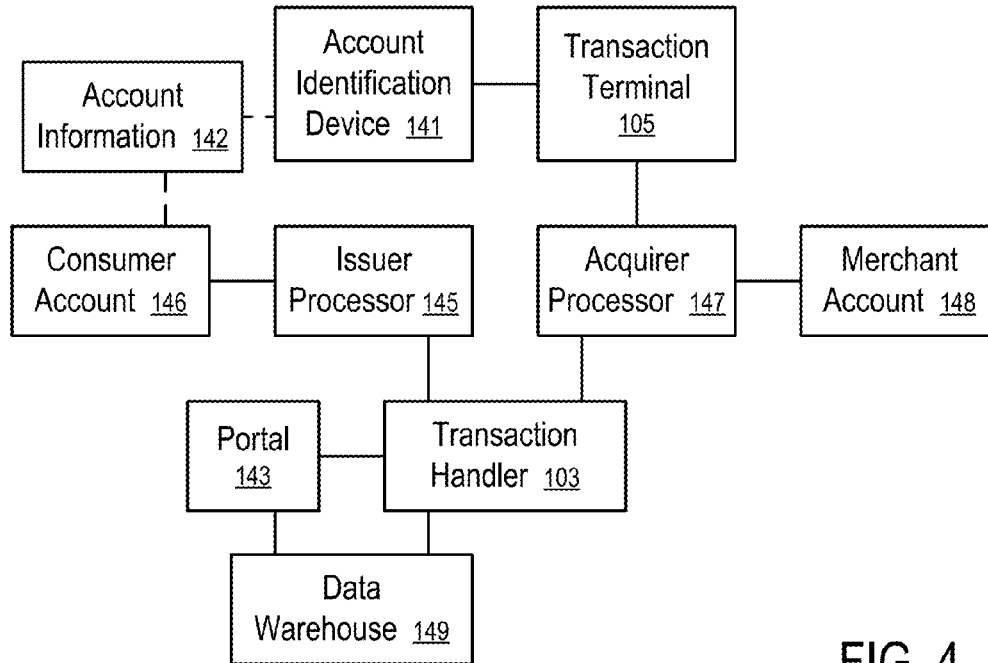 Account
Identification
Device 141
Transaction
Terminal
105
Account
Information 142
Consumer
Account 146
Issuer
Processor 145
Acquirer
Processor 147
Merchant
Account 148
Portal
143
Transaction
Handler 103
Data
Warehouse 149
FIG. 4